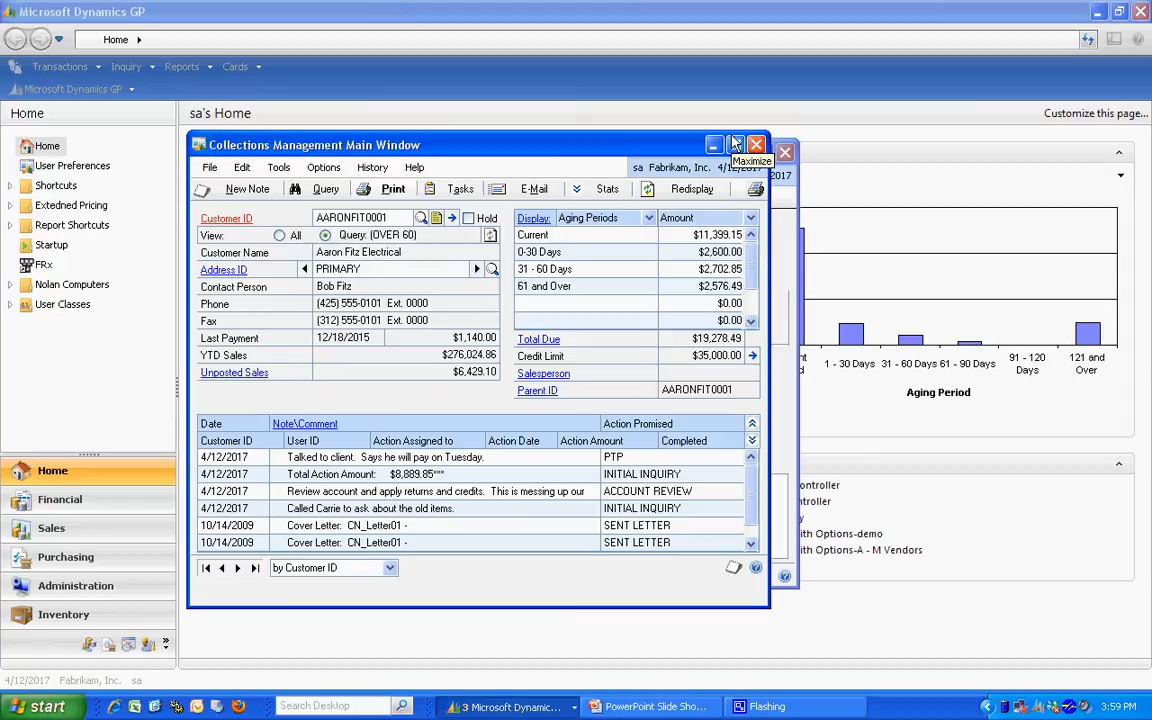 Microsoft Dynamics GP
Home
Transactions Inquiry Reports Cards
Microsoft Dynamics GP
Home
sa's Home
Customize this page...
Home
User Preferences
Shortcuts
Extedned Pricing
Report Shortcuts
Startup
FRx
Nolan Computers
User Classes
Home
Financial
Sales
Purchasing
Administration
Inventory
Collections Management Main Window
Maximize
File Edit Tools Options History Help
sa Fabrikam, Inc. 4/12/2017
2017
New Note Query Print Tasks E-Mail Stats Redisplay
Customer ID AARONFIT0001 Hold
View: All Query: (OVER 60)
Customer Name Aaron Fitz Electrical
Address ID PRIMARY
Contact Person Bob Fitz
Phone (425) 555-0101 Ext. 0000
Fax (312) 555-0101 Ext. 0000
Last Payment 12/18/2015 $1,140.00
YTD Sales $276,024.86
Unposted Sales $6,429.10
Display: Aging Periods Amount
Current $11,399.15
0-30 Days $2,600.00
31 - 60 Days $2,702.85
61 and Over $2,576.49
$0.00
$0.00
Total Due $19,278.49
Credit Limit $35,000.00
Salesperson
Parent ID AARONFIT0001
Date Note\Comment Action Promised
Customer ID User ID Action Assigned to Action Date Action Amount Completed
4/12/2017 Talked to client. Says he will pay on Tuesday. PTP
4/12/2017 Total Action Amount: $8,889.85*** INITIAL INQUIRY
4/12/2017 Review account and apply returns and credits. This is messing up our ACCOUNT REVIEW
4/12/2017 Called Carrie to ask about the old items. INITIAL INQUIRY
10/14/2009 Cover Letter: CN_Letter01 - SENT LETTER
10/14/2009 Cover Letter: CN_Letter01 - SENT LETTER
by Customer ID
1 - 30 Days 31 - 60 Days 61 - 90 Days 91 - 120 Days 121 and Over
Aging Period
ith Options-demo
ith Options-A - M Vendors
4/12/2017 Fabrikam, Inc. sa
start
Search Desktop
3 Microsoft Dynamic...
PowerPoint Slide Sho...
Flashing
3:59 PM